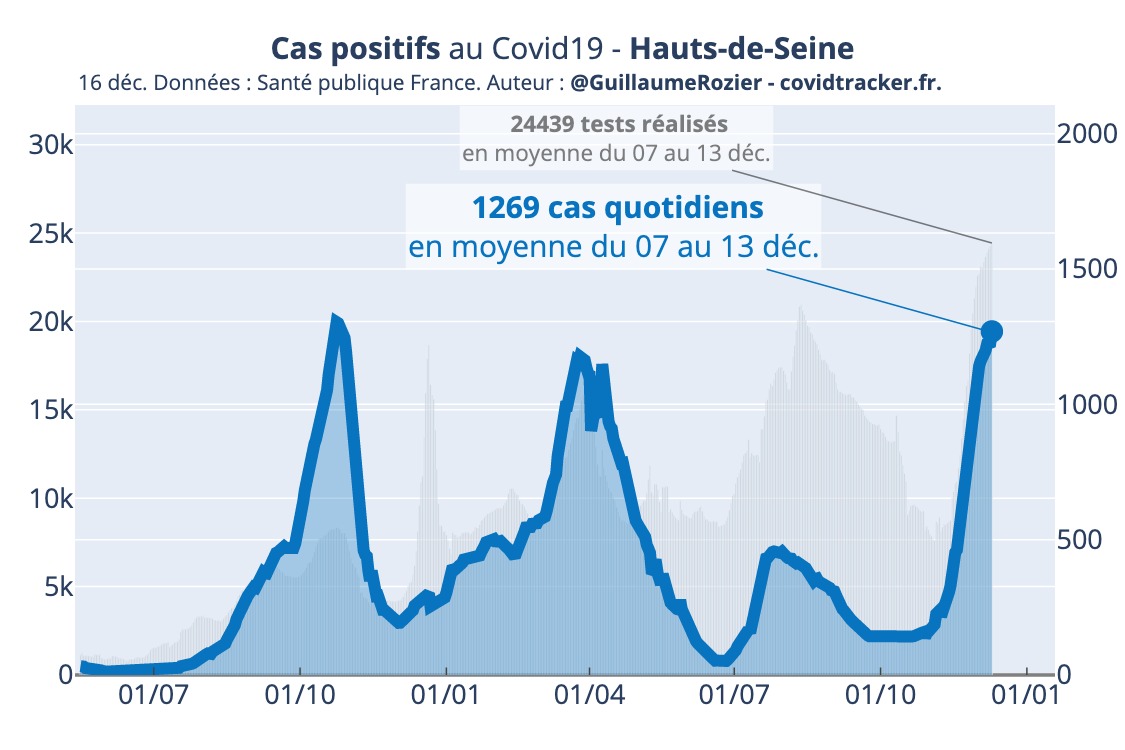 Cas positifs au Covid19 - Hauts-de-Seine
16 déc. Données : Santé publique France. Auteur : @GuillaumeRozier - covidtracker.fr.
24439 tests réalisés
en moyenne du 07 au 13 déc.
1269 cas quotidiens
en moyenne du 07 au 13 déc.
30k
25k
20k
15k
10k
5k
0
2000
1500
1000
500
0
01/07
01/10
01/01
01/04
01/07
01/10
01/01